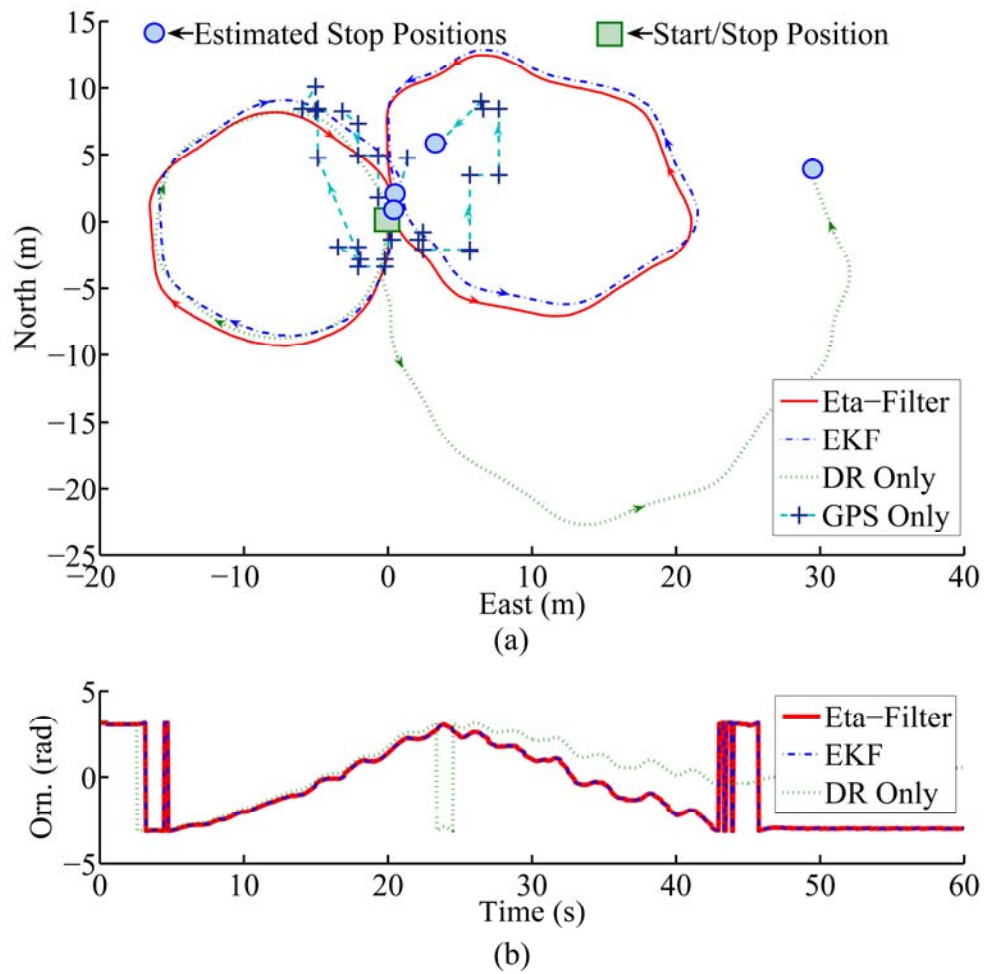 Estimated Stop Positions
Start/Stop Position
15
10
5
0
−5
−10
−15
−20
−25
North (m)
Eta−Filter
EKF
DR Only
GPS Only
−20
−10
0
10
20
30
40
East (m)
(a)
5
0
−5
Orn. (rad)
Eta−Filter
EKF
DR Only
0
10
20
30
40
50
60
Time (s)
(b)